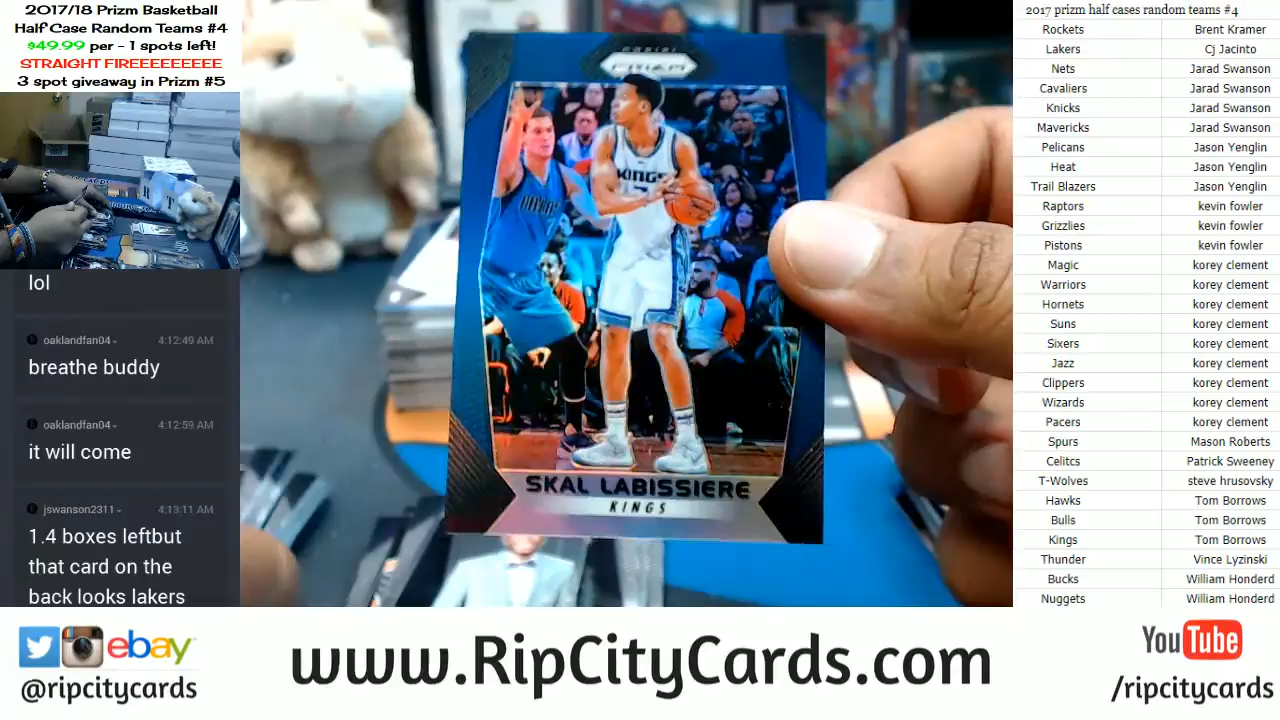 2017/18 Prizm Basketball
Half Case Random Teams #4
$49.99 per - 1 spots left!
STRAIGHT FIREEEEEEEEE
3 spot giveaway in Prizm #5
lol
oaklandfan04 4:12:49 AM
breathe buddy
oaklandfan04 4:12:59 AM
it will come
jswanson2311 4:13:11 AM
1.4 boxes leftbut
that card on the
back looks lakers
PANINI
PRIZM
KINGS
SKAL LABISSIERE
KINGS
2017 prizm half cases random teams #4
Rockets Brent Kramer
Lakers Cj Jacinto
Nets Jarad Swanson
Cavaliers Jarad Swanson
Knicks Jarad Swanson
Mavericks Jarad Swanson
Pelicans Jason Yenglin
Heat Jason Yenglin
Trail Blazers Jason Yenglin
Raptors kevin fowler
Grizzlies kevin fowler
Pistons kevin fowler
Magic korey clement
Warriors korey clement
Hornets korey clement
Suns korey clement
Sixers korey clement
Jazz korey clement
Clippers korey clement
Wizards korey clement
Pacers korey clement
Spurs Mason Roberts
Celitcs Patrick Sweeney
T-Wolves steve hrusovsky
Hawks Tom Borrows
Bulls Tom Borrows
Kings Tom Borrows
Thunder Vince Lyzinski
Bucks William Honderd
Nuggets William Honderd
ebay
@ripcitycards
www.RipCityCards.com
YouTube
/ripcitycards